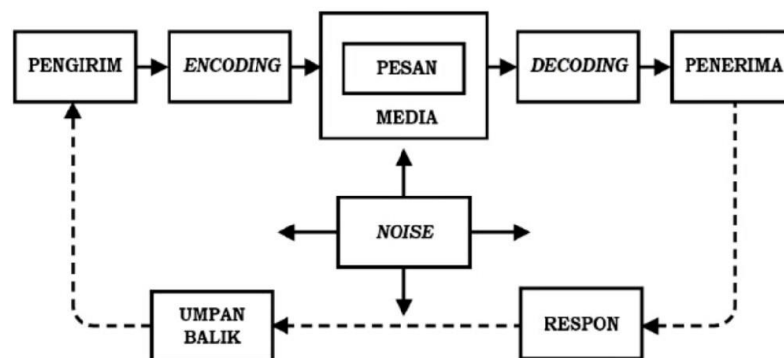 PENGIRIM
ENCODING
PESAN
MEDIA
DECODING
PENERIMA
NOISE
UMPAN
BALIK
RESPON